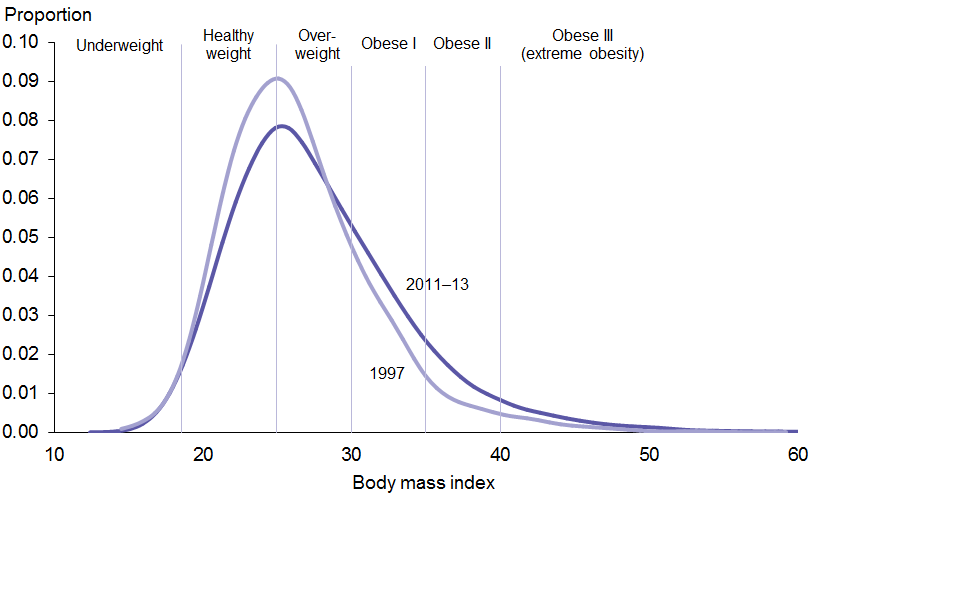 Proportion
0.10
Underweight
Healthy
weight
Over-
weight
Obese I
Obese II
Obese III
(extreme obesity)
0.09
0.08
0.07
0.06
0.05
0.04
0.03
0.02
0.01
0.00
2011–13
1997
10
20
30
40
50
60
Body mass index